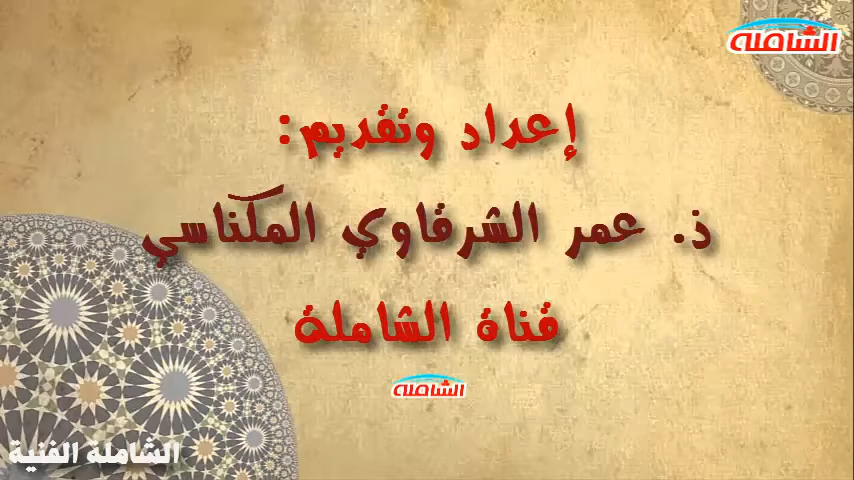 الشاملة
إعداد وتقديم:
ذ. عمر الشرقاوي المكناسي
قناة الشاملة
الشاملة
الشاملة الفنية